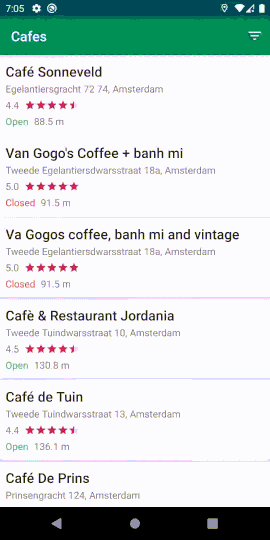 7:05
Cafes
Café Sonneveld
Egelantiersgracht 72 74, Amsterdam
4.4
Open 88.5 m
Van Gogo's Coffee + banh mi
Tweede Egelantiersdwarsstraat 18a, Amsterdam
5.0
Closed 91.5 m
Va Gogos coffee, banh mi and vintage
Tweede Egelantiersdwarsstraat 18a, Amsterdam
5.0
Closed 91.5 m
Cafè & Restaurant Jordania
Tweede Tuindwarsstraat 10, Amsterdam
4.5
Open 130.8 m
Café de Tuin
Tweede Tuindwarsstraat 13, Amsterdam
4.4
Open 136.1 m
Café De Prins
Prinsengracht 124, Amsterdam